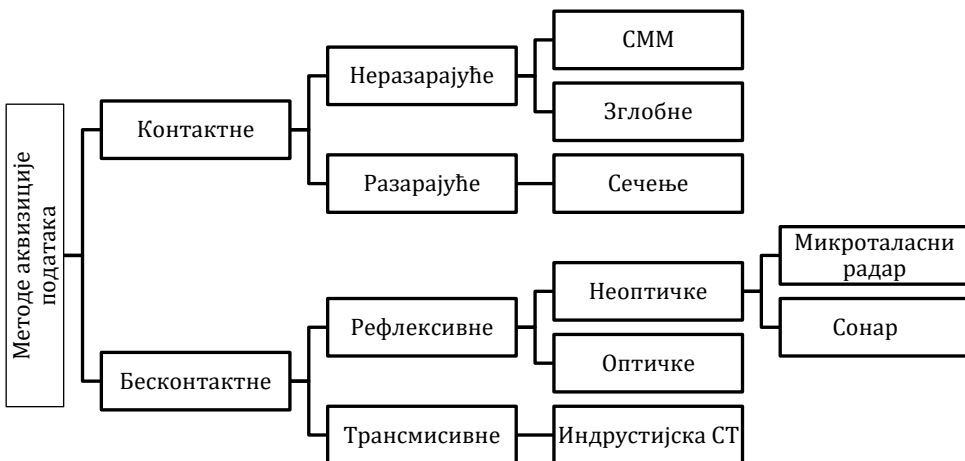 Методе аквизиције
података
Контактне
Неразарајуће
СММ
Зглобне
Разарајуће
Сечење
Бесконтактне
Рефлексивне
Неоптичке
Микроталасни
радар
Сонар
Оптичке
Трансмисивне
Индрустијска СТ